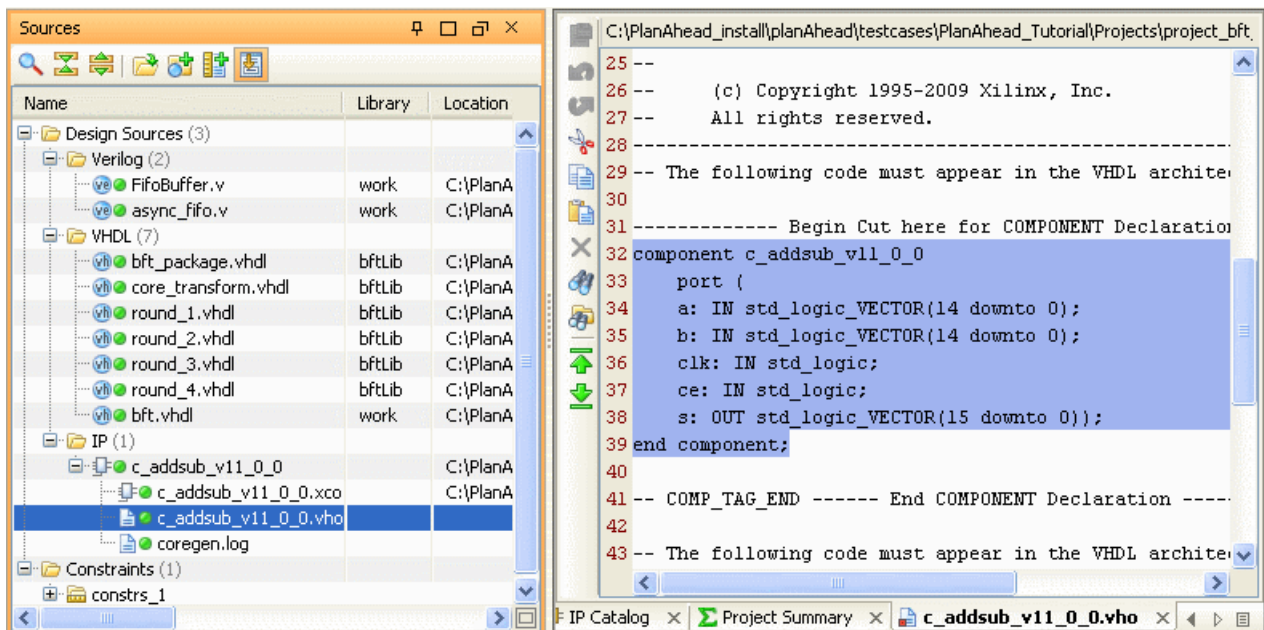 Sources
Name Library Location
Design Sources (3)
Verilog (2)
FifoBuffer.v work C:\PlanA
async_fifo.v work C:\PlanA
VHDL (7)
bft_package.vhdl bftLib C:\PlanA
core_transform.vhdl bftLib C:\PlanA
round_1.vhdl bftLib C:\PlanA
round_2.vhdl bftLib C:\PlanA
round_3.vhdl bftLib C:\PlanA
round_4.vhdl bftLib C:\PlanA
bft.vhdl work C:\PlanA
IP (1)
c_addsub_v11_0_0 C:\PlanA
c_addsub_v11_0_0.xco C:\PlanA
c_addsub_v11_0_0.vho
coregen.log
Constraints (1)
constrs_1
C:\PlanAhead_install\planAhead\testcases\PlanAhead_Tutorial\Projects\project_bft_
25 --
26 -- (c) Copyright 1995-2009 Xilinx, Inc.
27 -- All rights reserved.
28 ------------------------------------------------------
29 -- The following code must appear in the VHDL archite
30
31 ------------- Begin Cut here for COMPONENT Declaration
32 component c_addsub_v11_0_0
33 port (
34 a: IN std_logic_VECTOR(14 downto 0);
35 b: IN std_logic_VECTOR(14 downto 0);
36 clk: IN std_logic;
37 ce: IN std_logic;
38 s: OUT std_logic_VECTOR(15 downto 0));
39 end component;
40
41 -- COMP_TAG_END ------ End COMPONENT Declaration -----
42
43 -- The following code must appear in the VHDL archite
IP Catalog Project Summary c_addsub_v11_0_0.vho